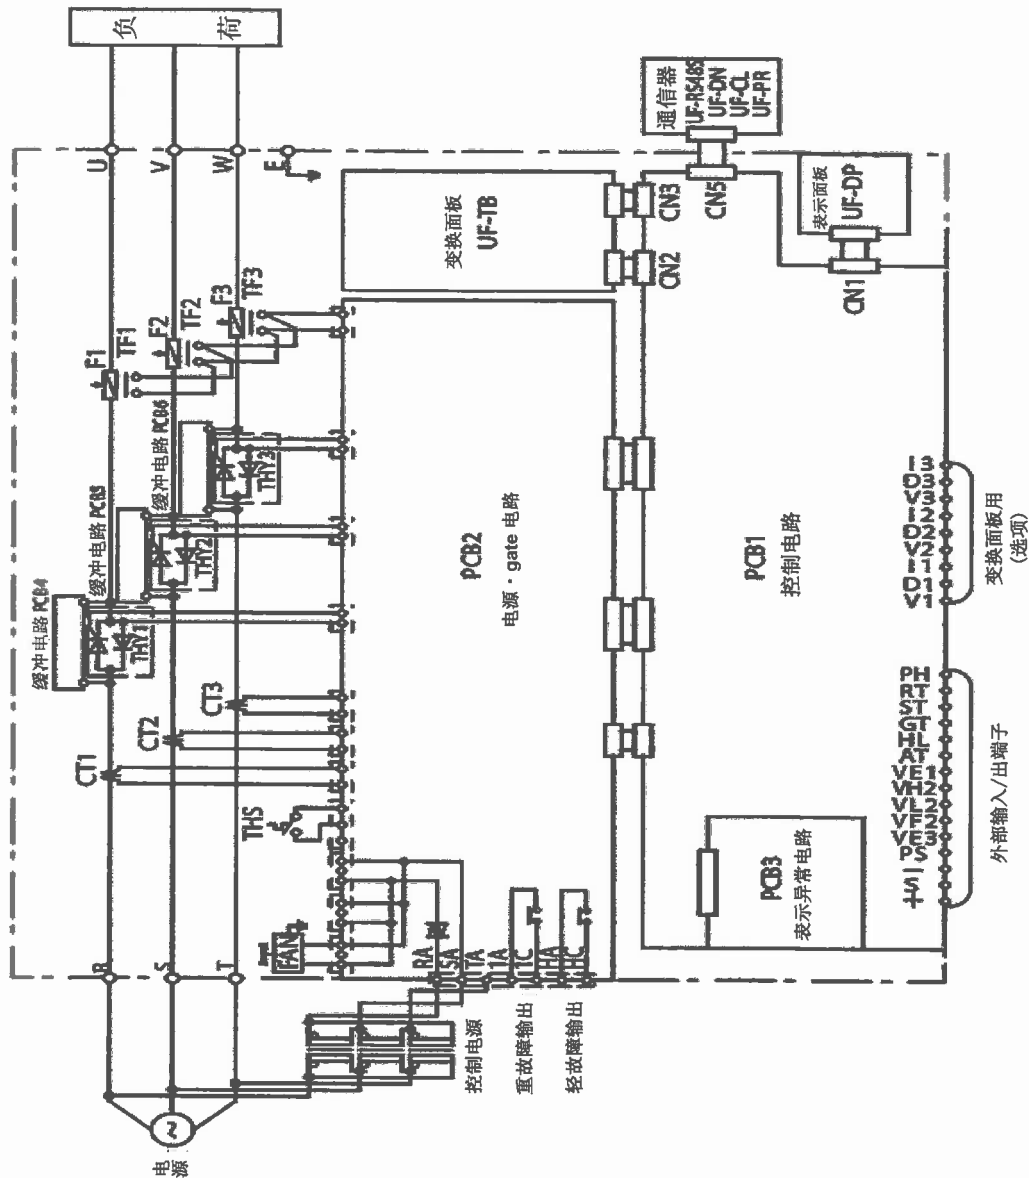 负 荷
U
V
W
E
通信器
UF-RS485
UF-DN
UF-CL
UF-PR
CN5
表示面板
UF-DP
CN1
变换面板
UF-TB
CN3
CN2
F1
TF1
F2
TF2
F3
TF3
缓冲电路 PCB4
THY1
缓冲电路 PCB5
THY2
缓冲电路 PCB6
THY3
CT1
CT2
CT3
THS
FAN
PCB2
电源·gate 电路
PCB1
控制电路
PCB3
表示异常电路
I3
D3
V3
I2
D2
V2
I1
D1
V1
变换面板用
(选项)
PH
RT
ST
GT
HL
AT
VE1
VH2
VL2
VF2
VE3
PS
外部输入/出端子
R
S
T
RA
SA
TA
1A
1C
HA
HC
控制电源
重故障输出
轻故障输出
电
源